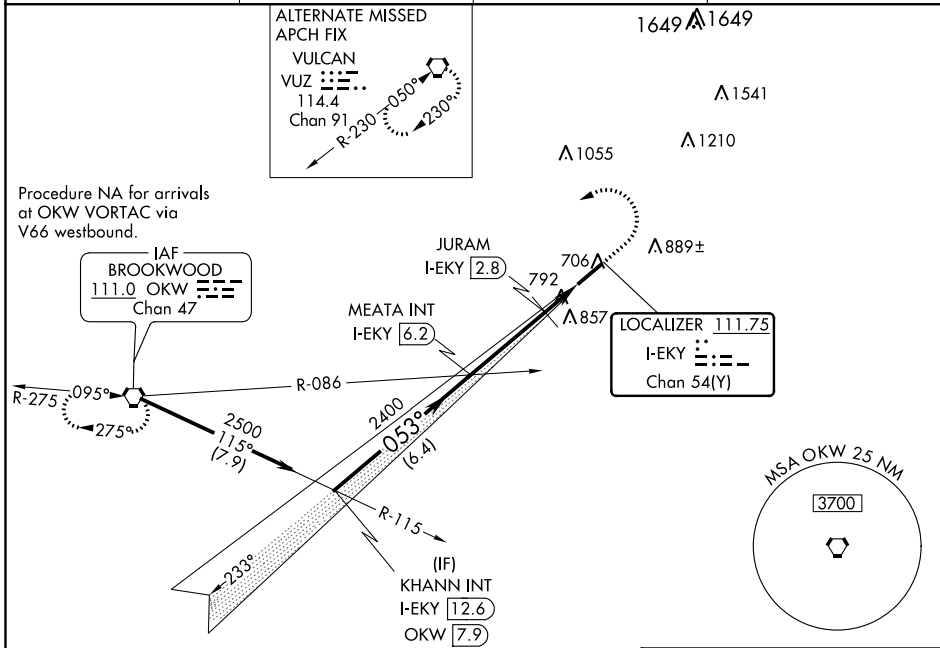 ALTERNATE MISSED
APCH FIX
VULCAN
VUZ
114.4
Chan 91
R-230
050°
230°
1649
1649
1541
1210
1055
889±
Procedure NA for arrivals
at OKW VORTAC via
V66 westbound.
IAF
BROOKWOOD
111.0 OKW
Chan 47
JURAM
I-EKY 2.8
706
792
857
MEATA INT
I-EKY 6.2
LOCALIZER 111.75
I-EKY
Chan 54(Y)
R-275
095°
275°
R-086
2500
115°
(7.9)
2400
053°
(6.4)
R-115
233°
(IF)
KHANN INT
I-EKY 12.6
OKW 7.9
MSA OKW 25 NM
3700